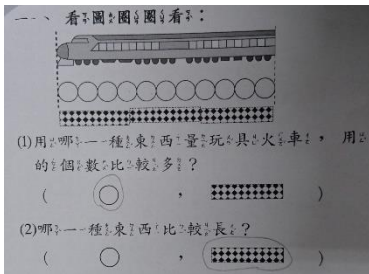 一、看圖圈圈看：
(1)用哪一種東西量玩具火車，用
的個數比較多？
( ○ , )
(2)哪一種東西比較長？
( ○ , )